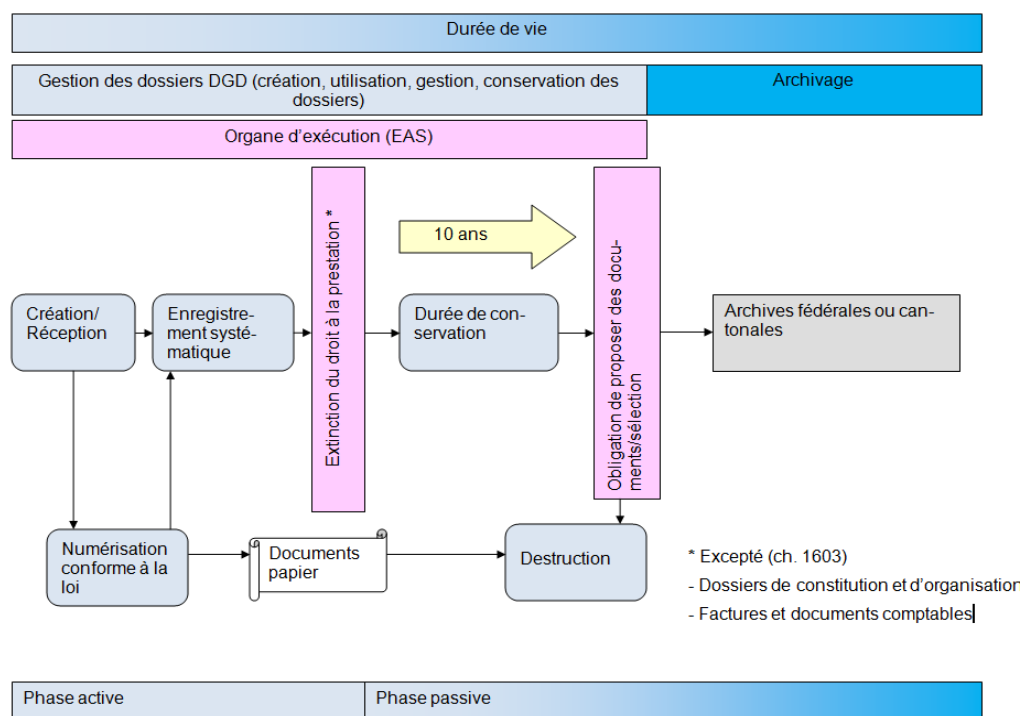 Durée de vie
Gestion des dossiers DGD (création, utilisation, gestion, conservation des
dossiers)
Archivage
Organe d'exécution (EAS)
Extinction du droit à la prestation *
10 ans
Obligation de proposer des docu-
ments/sélection
Création/
Réception
Enregistre-
ment systé-
matique
Durée de con-
servation
Archives fédérales ou can-
tonales
Numérisation
conforme à la
loi
Documents
papier
Destruction
* Excepté (ch. 1603)
- Dossiers de constitution et d'organisation
- Factures et documents comptables
Phase active
Phase passive